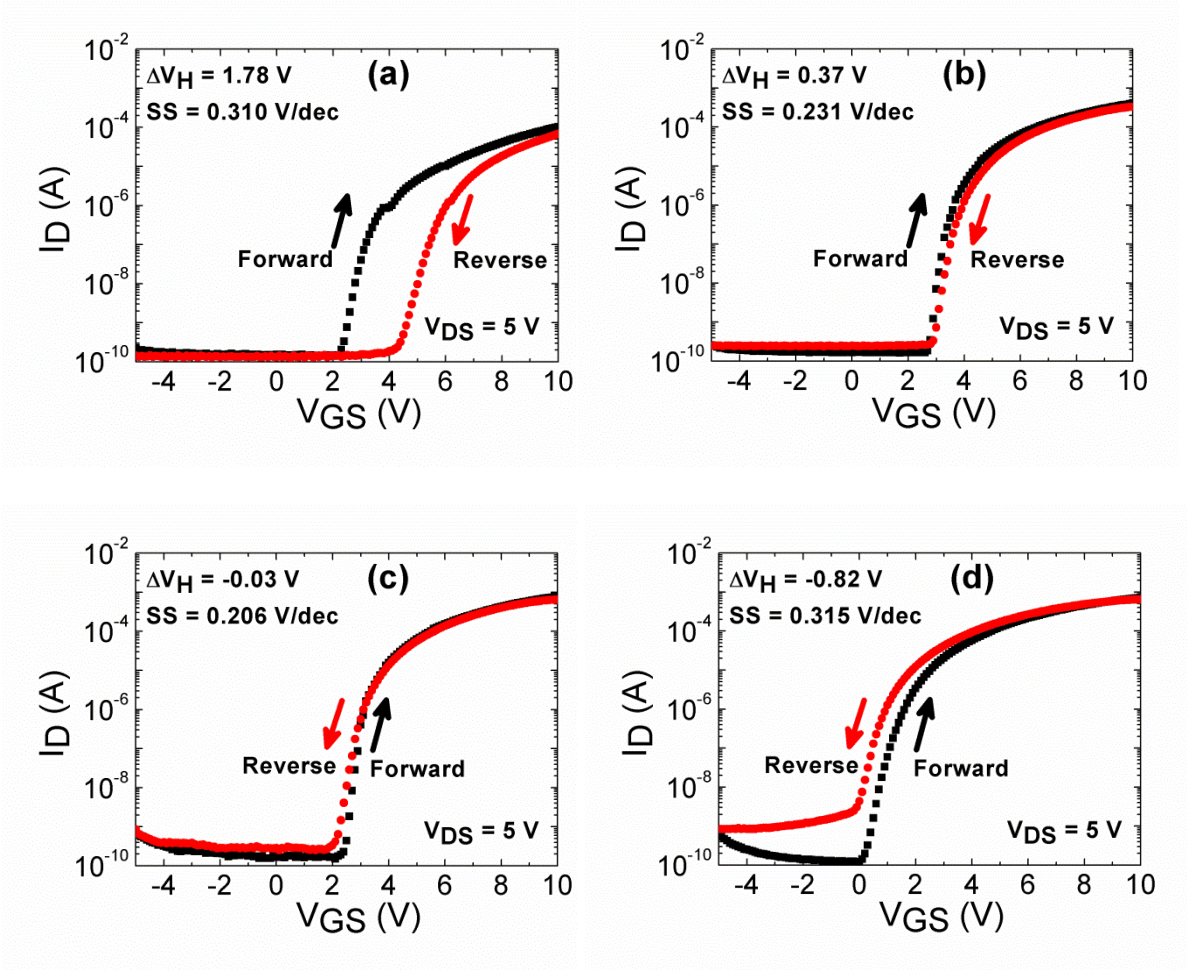 (a)
ΔV_H = 1.78 V
SS = 0.310 V/dec
Forward
Reverse
V_DS = 5 V
I_D (A)
10^-2
10^-4
10^-6
10^-8
10^-10
-4 -2 0 2 4 6 8 10
V_GS (V)
(b)
ΔV_H = 0.37 V
SS = 0.231 V/dec
Forward
Reverse
V_DS = 5 V
I_D (A)
10^-2
10^-4
10^-6
10^-8
10^-10
-4 -2 0 2 4 6 8 10
V_GS (V)
(c)
ΔV_H = -0.03 V
SS = 0.206 V/dec
Reverse
Forward
V_DS = 5 V
I_D (A)
10^-2
10^-4
10^-6
10^-8
10^-10
-4 -2 0 2 4 6 8 10
V_GS (V)
(d)
ΔV_H = -0.82 V
SS = 0.315 V/dec
Reverse
Forward
V_DS = 5 V
I_D (A)
10^-2
10^-4
10^-6
10^-8
10^-10
-4 -2 0 2 4 6 8 10
V_GS (V)